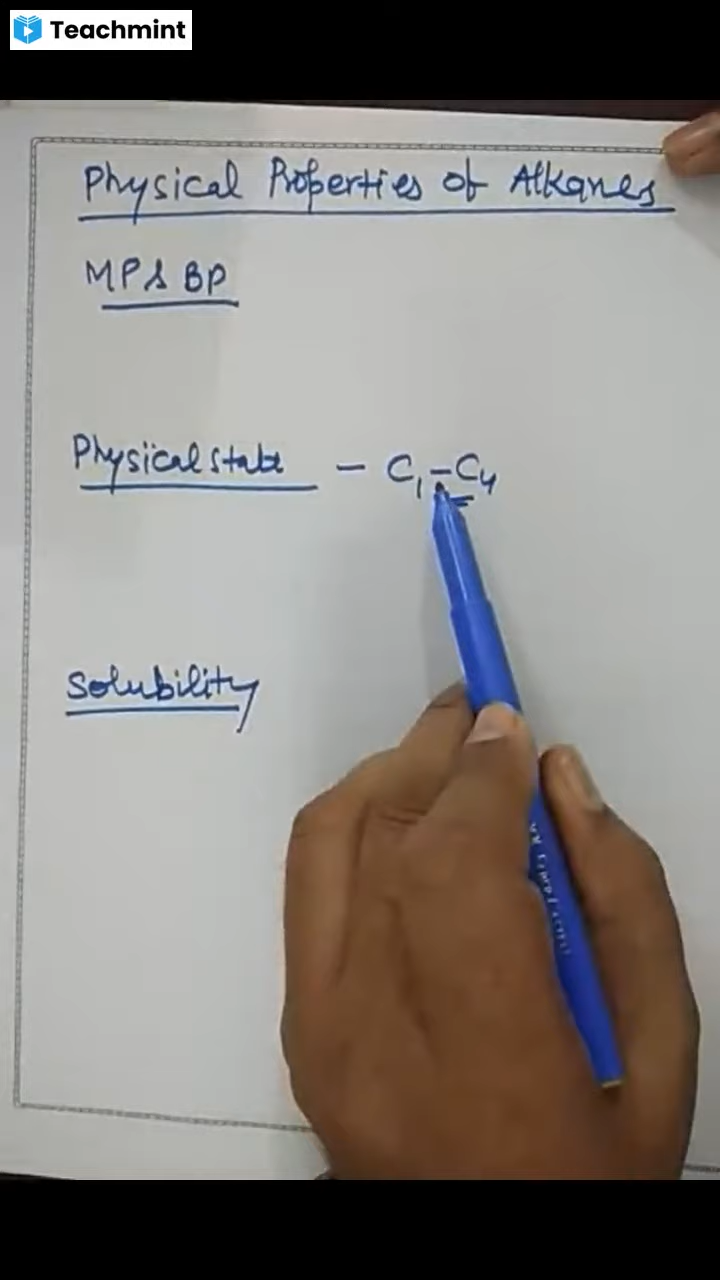 Teachmint
Physical Properties of Alkanes
MP & BP
Physical state - C₁-C₄
Solubility